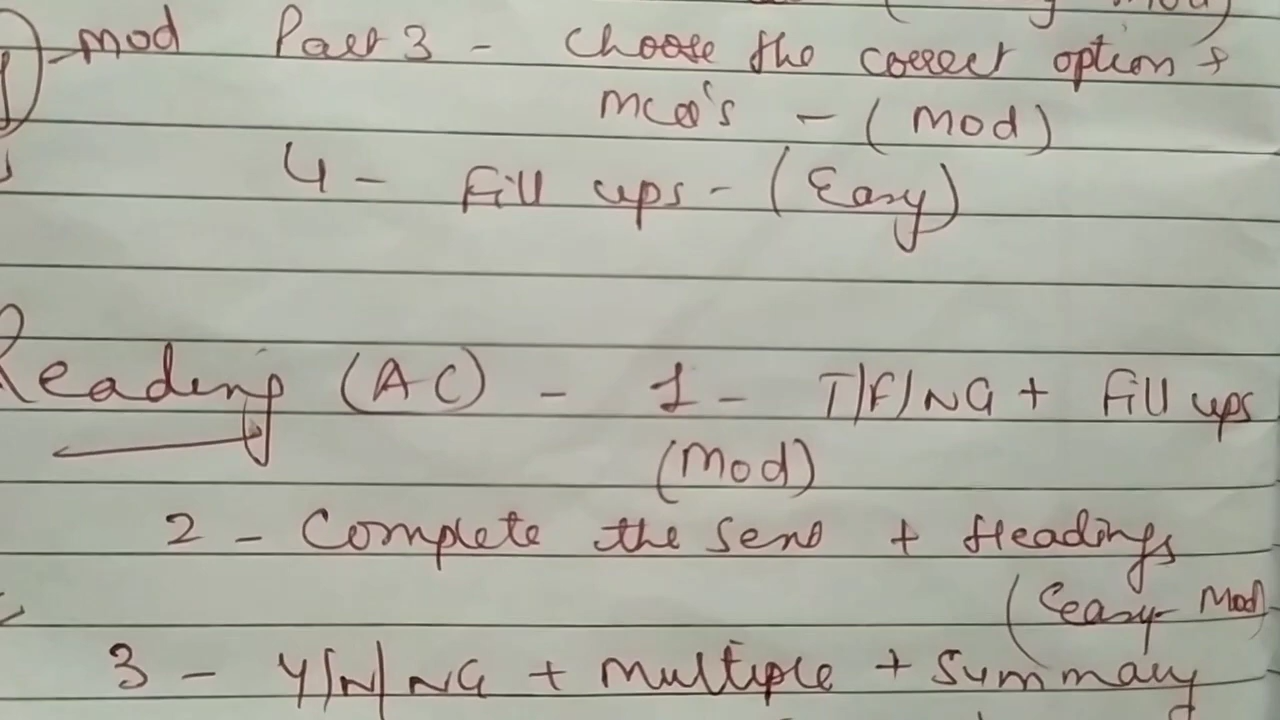 mod Part 3 - Choose the correct option +
MCQ's - (Mod)
4 - Fill ups - (Easy)
Reading (AC) - 1 - T/F/NG + Fill ups
(Mod)
2 - Complete the Sen + Headings
(Easy - Mod)
3 - Y/N/NG + Multiple + Summary